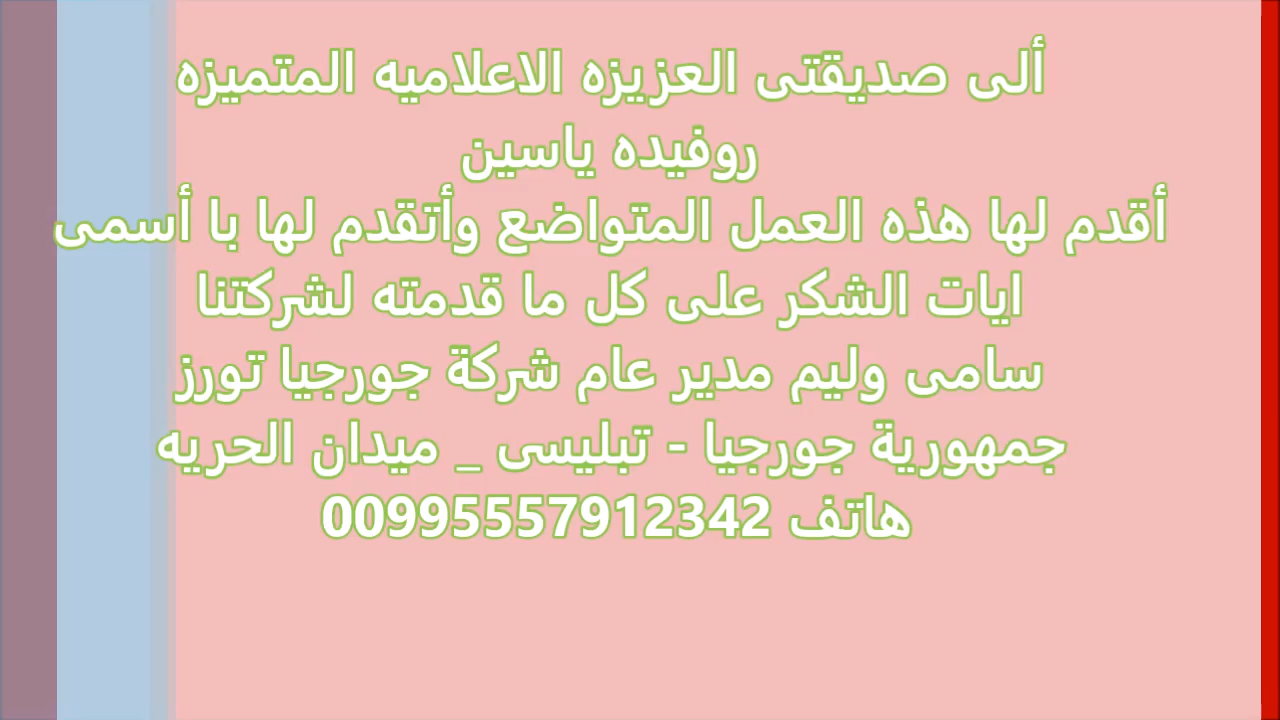 ألى صديقتى العزيزه الاعلاميه المتميزه
روفيده ياسين
أقدم لها هذه العمل المتواضع وأتقدم لها با أسمى
ايات الشكر على كل ما قدمته لشركتنا
سامى وليم مدير عام شركة جورجيا تورز
جمهورية جورجيا - تبليسى _ ميدان الحريه
هاتف 00995557912342